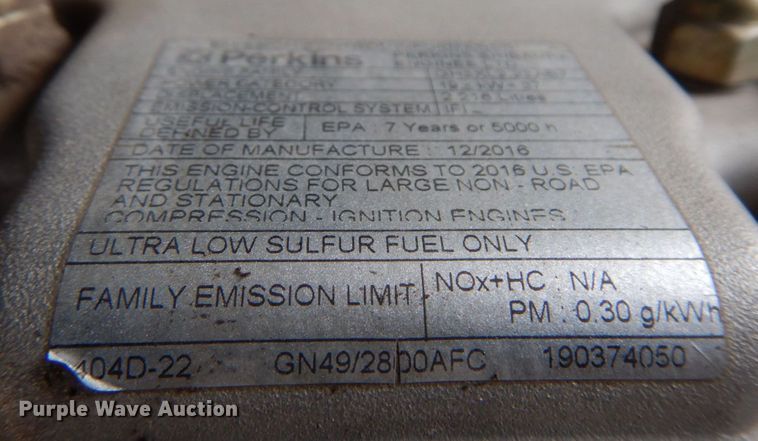 Perkins
EMISSION-CONTROL SYSTEM IFI
USEFUL LIFE
DEFINED BY EPA : 7 Years or 5000 h
DATE OF MANUFACTURE : 12/2016
THIS ENGINE CONFORMS TO 2016 U.S. EPA
REGULATIONS FOR LARGE NON - ROAD
AND STATIONARY
COMPRESSION - IGNITION ENGINES
ULTRA LOW SULFUR FUEL ONLY
FAMILY EMISSION LIMIT NOx+HC : N/A
PM : 0.30 g/kWh
404D-22 GN49/2800AFC 190374050
Purple Wave Auction